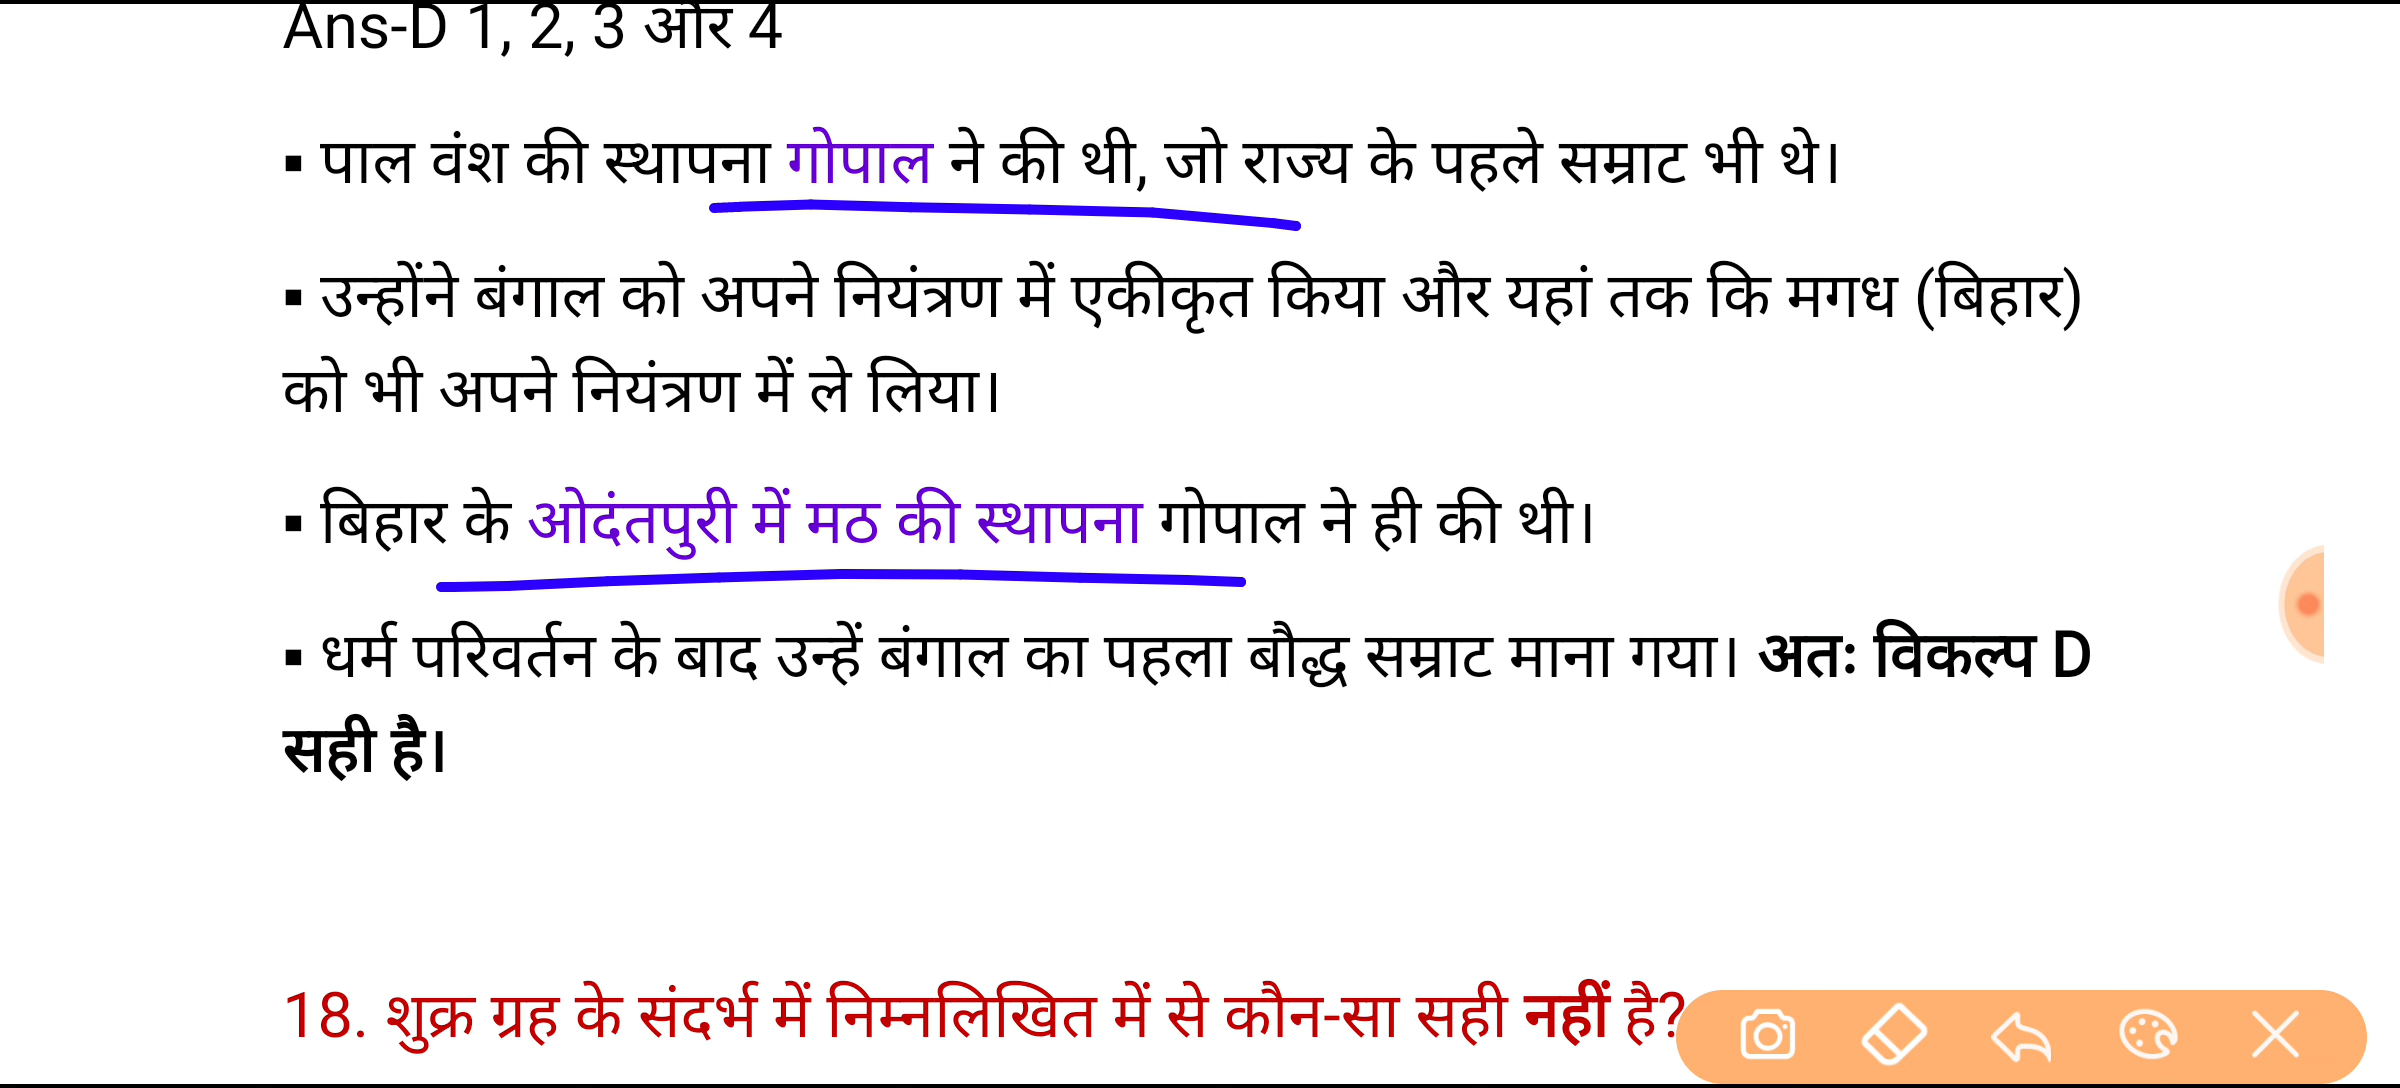 Ans-D 1, 2, 3 और 4
▪ पाल वंश की स्थापना गोपाल ने की थी, जो राज्य के पहले सम्राट भी थे।
▪ उन्होंने बंगाल को अपने नियंत्रण में एकीकृत किया और यहां तक कि मगध (बिहार)
को भी अपने नियंत्रण में ले लिया।
▪ बिहार के ओदंतपुरी में मठ की स्थापना गोपाल ने ही की थी।
▪ धर्म परिवर्तन के बाद उन्हें बंगाल का पहला बौद्ध सम्राट माना गया। अतः विकल्प D
सही है।
18. शुक्र ग्रह के संदर्भ में निम्नलिखित में से कौन-सा सही नहीं है?